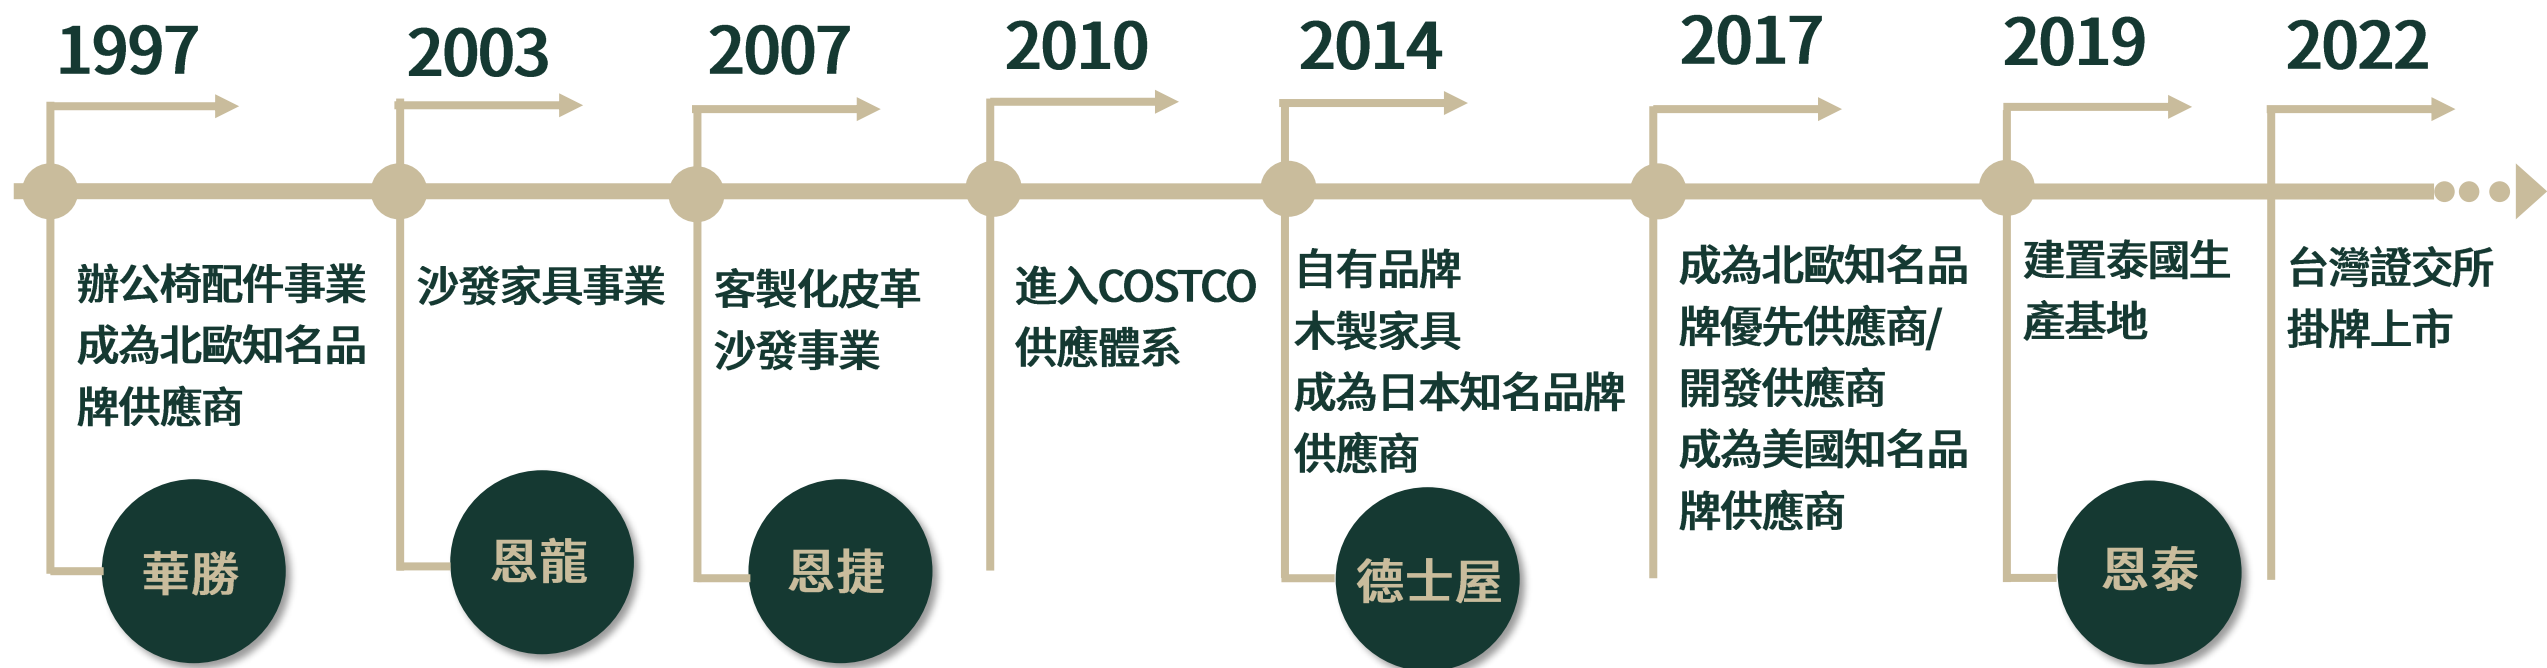 1997
辦公椅配件事業
成為北歐知名品
牌供應商
華勝
2003
沙發家具事業
恩龍
2007
客製化皮革
沙發事業
恩捷
2010
進入COSTCO
供應體系
2014
自有品牌
木製家具
成為日本知名品牌
供應商
德士屋
2017
成為北歐知名品
牌優先供應商/
開發供應商
成為美國知名品
牌供應商
2019
建置泰國生
產基地
恩泰
2022
台灣證交所
掛牌上市